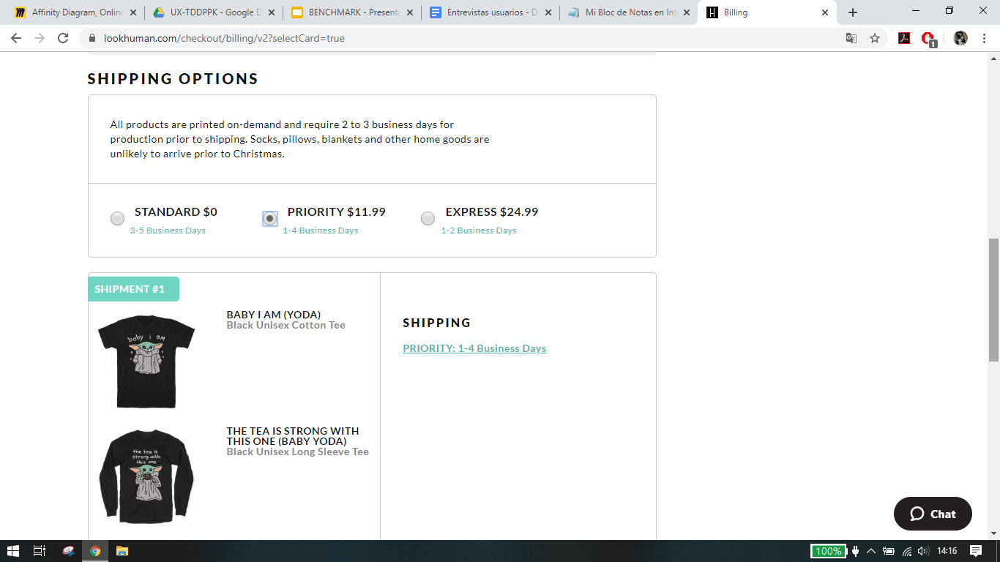 Affinity Diagram, Online
UX-TDDPPK - Google D
BENCHMARK - Presenta
Entrevistas usuarios - D
Mi Bloc de Notas en Int
Billing
lookhuman.com/checkout/billing/v2?selectCard=true
1
SHIPPING OPTIONS
All products are printed on-demand and require 2 to 3 business days for
production prior to shipping. Socks, pillows, blankets and other home goods are
unlikely to arrive prior to Christmas.
STANDARD $0
3-5 Business Days
PRIORITY $11.99
1-4 Business Days
EXPRESS $24.99
1-2 Business Days
SHIPMENT #1
baby i am
BABY I AM (YODA)
Black Unisex Cotton Tee
the tea is
strong with
this one
THE TEA IS STRONG WITH
THIS ONE (BABY YODA)
Black Unisex Long Sleeve Tee
SHIPPING
PRIORITY: 1-4 Business Days
Chat
100%
14:16